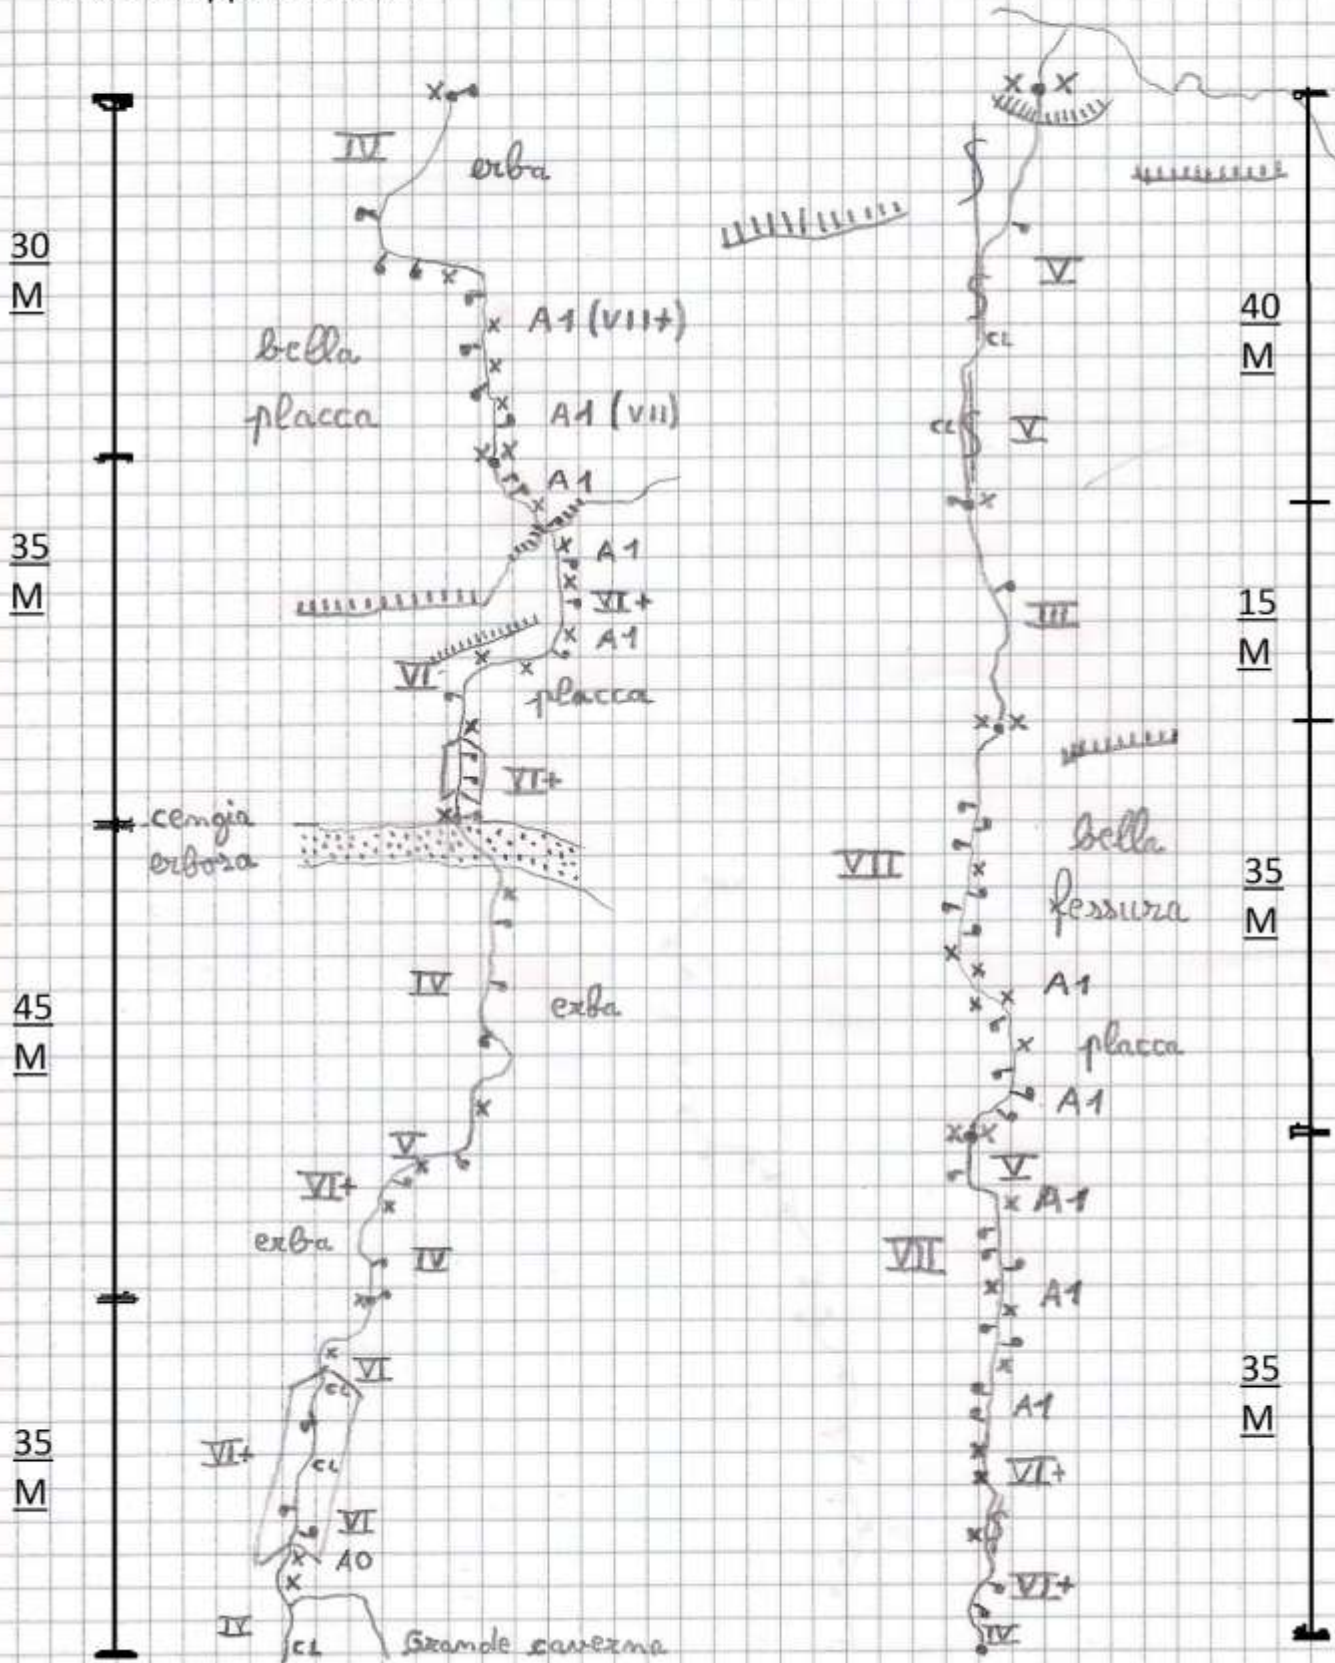 IV
erba
30
M
A1 (VII+)
bella
placca
A1 (VII)
A1
35
M
A1
VI+
A1
VI
placca
VI+
cengia
erbosa
IV
erba
45
M
V
VI+
erba
IV
VI
CL
35
M
VI+
CL
VI
A0
IV
CL
Grande caverna
X X
V
40
M
CL
CL
V
III
15
M
bella
fessura
VII
35
M
A1
placca
A1
V
A1
VII
A1
35
M
A1
VI+
VI+